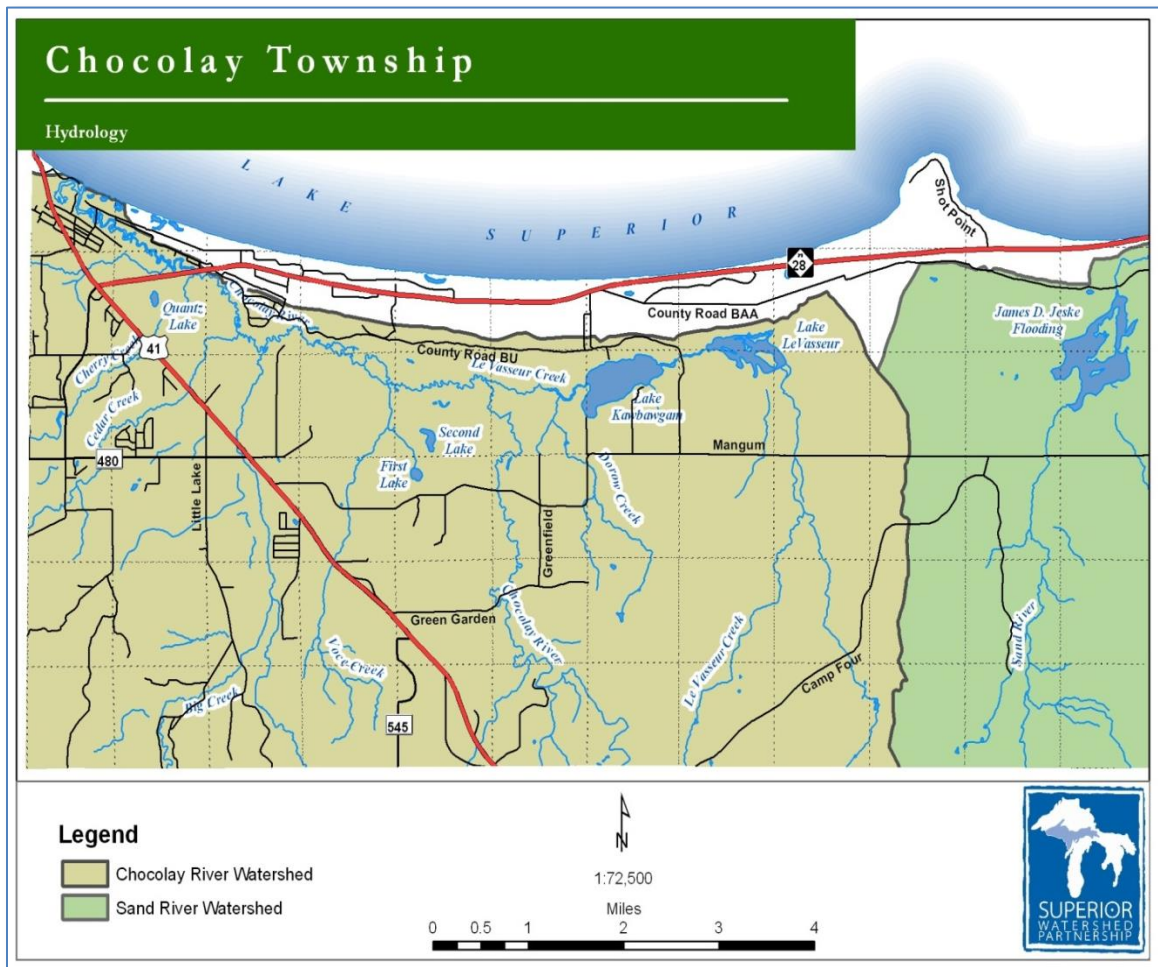 Chocolay Township
Hydrology
LAKE
SUPERIOR
Shot Point
M
28
County Road BAA
Quantz
Lake
Chocolay River
James D. Jeske
Flooding
Lake
LeVasseur
41
County Road BU
Cherry Creek
Le Vasseur Creek
Lake
Kawbawgam
Cedar Creek
Second
Lake
Mangum
480
First
Lake
Dorow Creek
Little Lake
Greenfield
Chocolay River
Green Garden
Sand River
Voce Creek
Le Vasseur Creek
Camp Four
Big Creek
545
Legend
Chocolay River Watershed
Sand River Watershed
N
1:72,500
Miles
0 0.5 1 2 3 4
SUPERIOR
WATERSHED
PARTNERSHIP